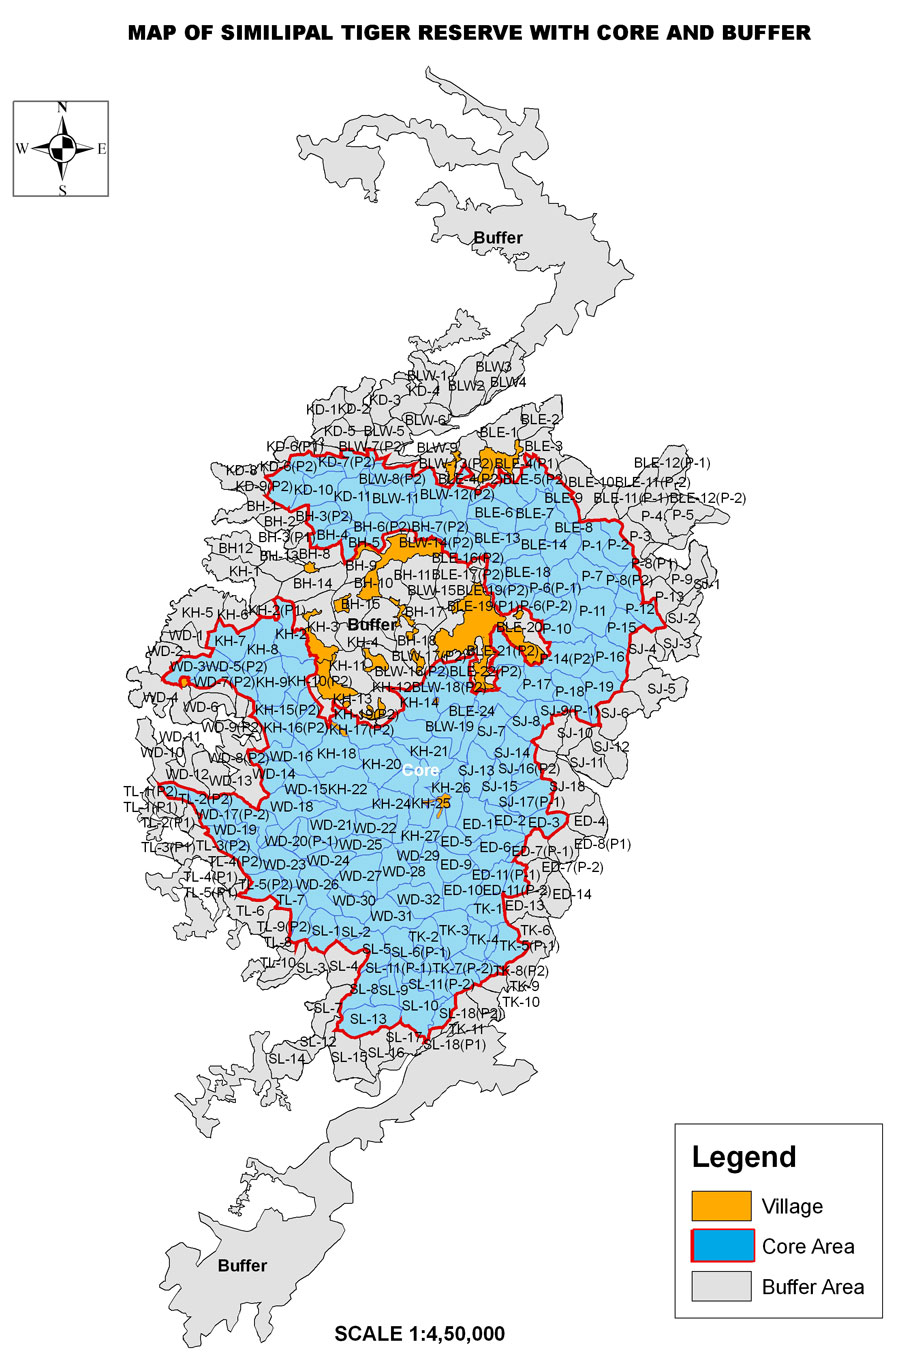 MAP OF SIMILIPAL TIGER RESERVE WITH CORE AND BUFFER
N
W E
S
Buffer
BLW-1 BLW3
KD-4 BLW2 BLW4
KD-3
KD-1 KD-2
BLW-6 BLE-2
KD-5 BLW-5 BLE-1
KD-6(P1) BLW-7(P2) BLW-9 BLE-3
KD-8 KD-6(P2) KD-7(P2) BLW-13(P2) BLE-4(P1) BLE-12(P-1)
KD-9(P2) KD-10 BLW-8(P2) BLE-4(P2) BLE-5(P2) BLE-10 BLE-11(P-2)
KD-11 BLW-11 BLW-12(P2) BLE-9 BLE-11(P-1) BLE-12(P-2)
BH-1 BH-3(P2) BLE-6 BLE-7 P-4 P-5
BH-2 BH-6(P2) BH-7(P2) BLE-8
BH-3(P1) BH-4 BH-5 BLW-14(P2) BLE-13 BLE-14 P-1 P-2 P-3
BH12 BH-13 BH-8 BH-9 BLE-16(P2)
KH-1 BH-14 BH-10 BH-11 BLE-17(P2) BLE-18 P-7 P-8(P2) P-8(P1) P-9 SJ-1
BLW-15 BLE-19(P2) P-6(P-1)
KH-5 KH-6 KH-2(P1) BH-15 BH-17 BLE-19(P1) P-6(P-2) P-11 P-12 P-13
WD-1 KH-7 KH-2 KH-3 Buffer BLE-20 P-10 P-15 SJ-2
WD-2 KH-8 KH-4 BH-18 BLW-17(P2) BLE-21(P2) P-14(P2) P-16 SJ-4 SJ-3
WD-3 WD-5(P2) KH-11 BLW-16(P2) BLE-22(P2)
WD-4 WD-7(P2) KH-9 KH-10(P2) KH-12 BLW-18(P2) P-17 P-18 P-19 SJ-5
WD-6 KH-15(P2) KH-13 KH-14 BLE-24 SJ-8 SJ-9(P-1) SJ-6
WD-9(P2) KH-16(P2) KH-19(P2) KH-17(P2) BLW-19 SJ-7 SJ-10
WD-11
WD-10 WD-8(P2) WD-16 KH-18 KH-21 SJ-14 SJ-12
WD-12 WD-13 WD-14 KH-20 Core SJ-13 SJ-16(P2) SJ-11
TL-1(P2) TL-2(P2) WD-15 KH-22 KH-26 SJ-15 SJ-18
TL-1(P1) WD-17(P-2) WD-18 KH-24 KH-25 SJ-17(P-1)
TL-2(P1) WD-19 WD-21 WD-22 ED-1 ED-2 ED-3 ED-4
TL-3(P1) TL-3(P2) WD-20(P-1) WD-25 KH-27 ED-5 ED-6 ED-7(P-1) ED-8(P1)
TL-4(P2) WD-23 WD-24 WD-29 ED-9 ED-7(P-2)
TL-4(P1) WD-27 WD-28 ED-11(P-1)
TL-5(P1) TL-5(P2) WD-26 ED-10 ED-11(P-2) ED-14
TL-6 TL-7 WD-30 WD-32 TK-1 ED-13
WD-31
TL-9(P2) SL-1 SL-2 TK-2 TK-3 TK-4 TK-6
TL-8 SL-5 SL-6(P-1) TK-5(P-1)
TL-10 SL-3 SL-4 SL-11(P-1) TK-7(P-2) TK-8(P2)
SL-8 SL-9 SL-11(P-2) TK-9
SL-7 SL-10 SL-18(P2) TK-10
SL-13 TK-11
SL-12 SL-17 SL-18(P1)
SL-14 SL-15 SL-16
Buffer
Legend
Village
Core Area
Buffer Area
SCALE 1:4,50,000